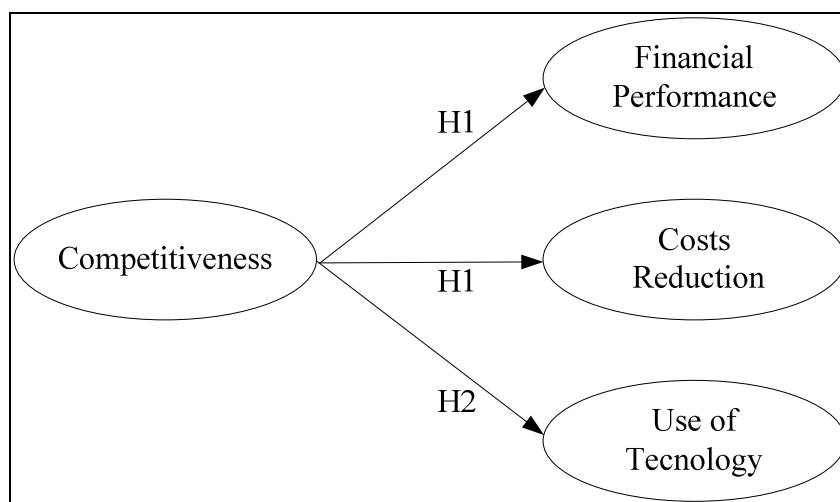 Financial
Performance
H1
Competitiveness
Costs
Reduction
H1
H2
Use of
Tecnology